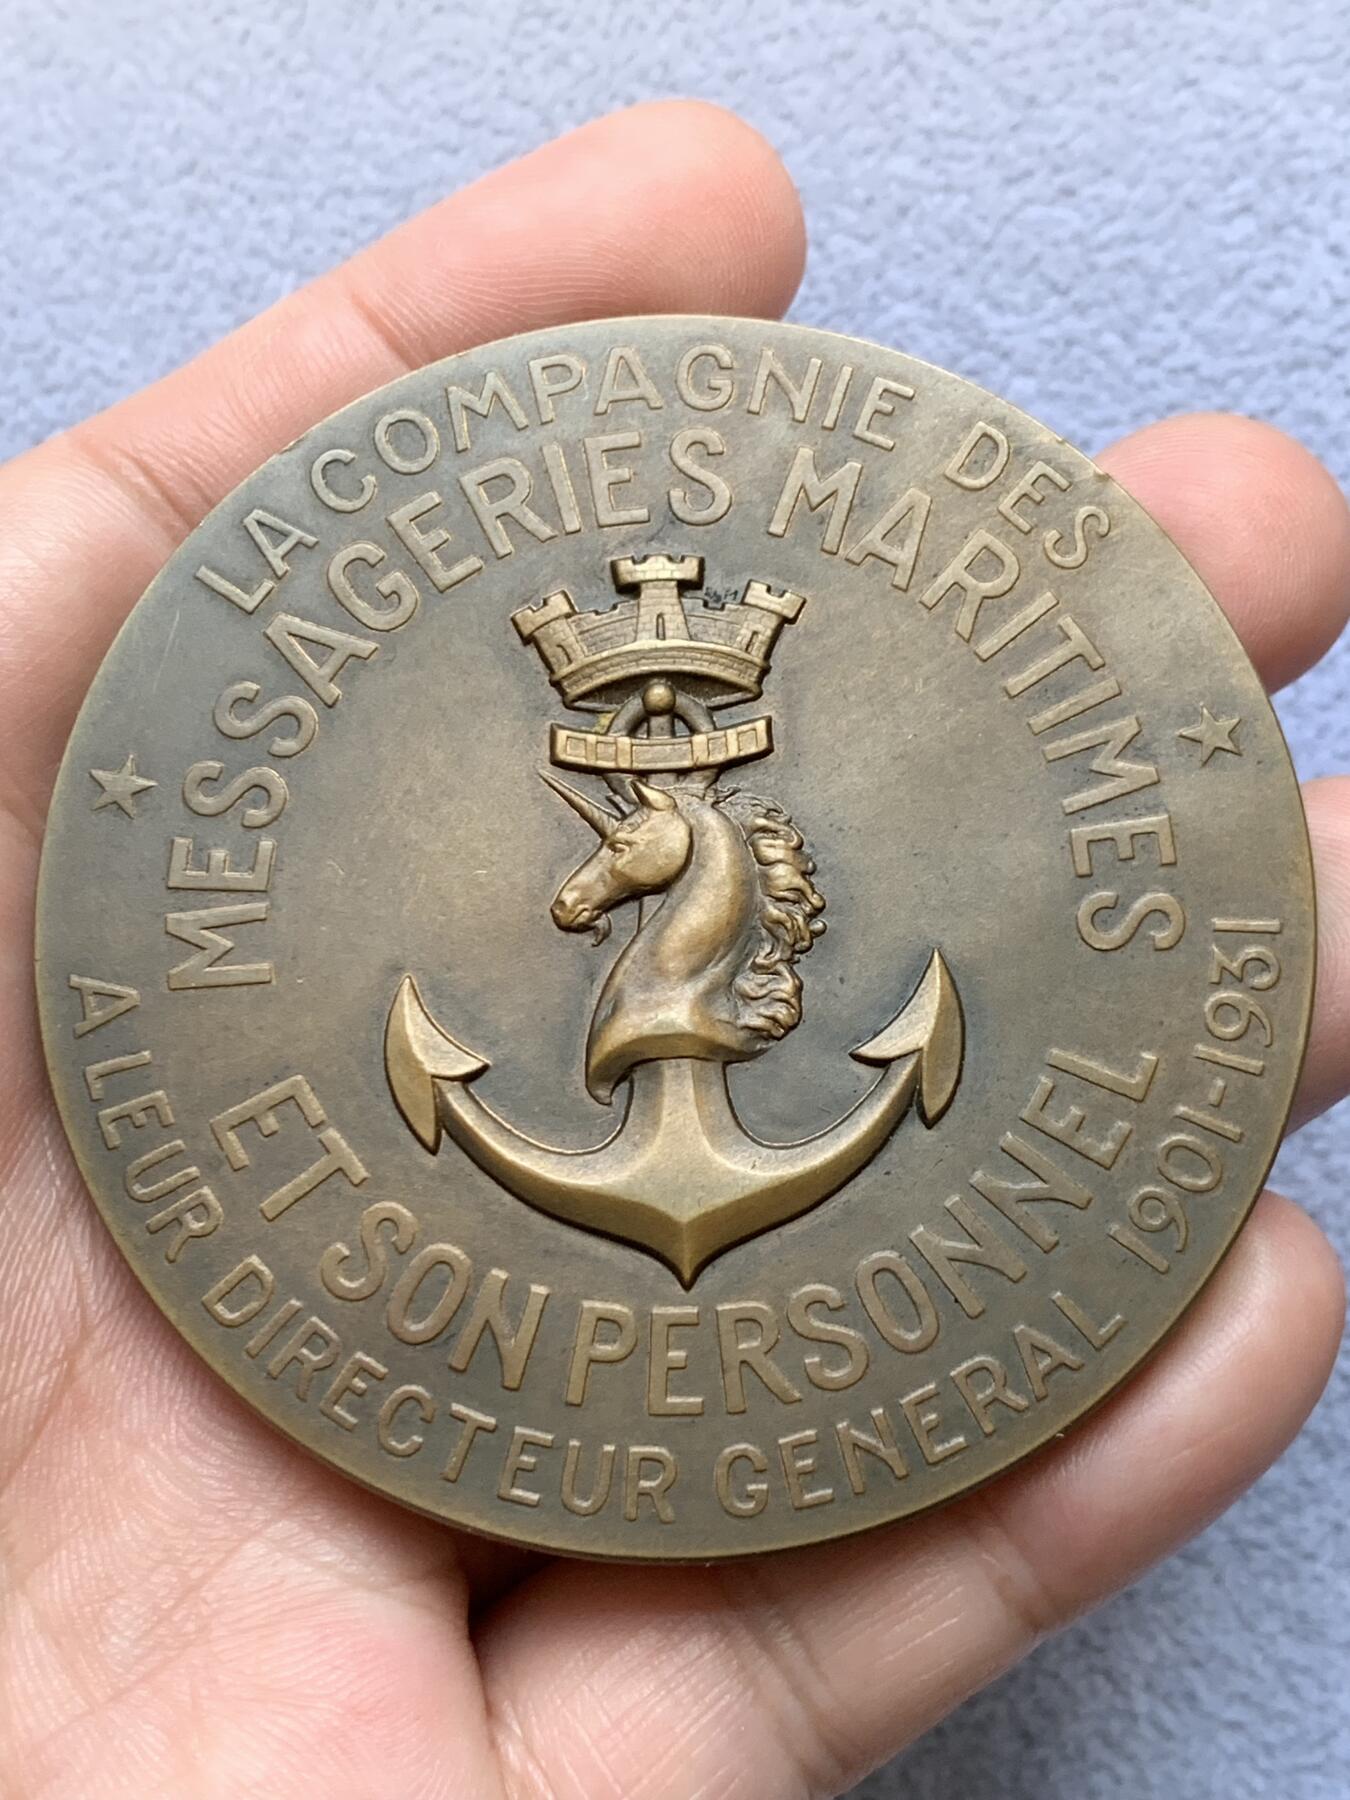 LA COMPAGNIE DES
MESSAGERIES MARITIMES
ET SON PERSONNEL
A LEUR DIRECTEUR GENERAL 1901-1931